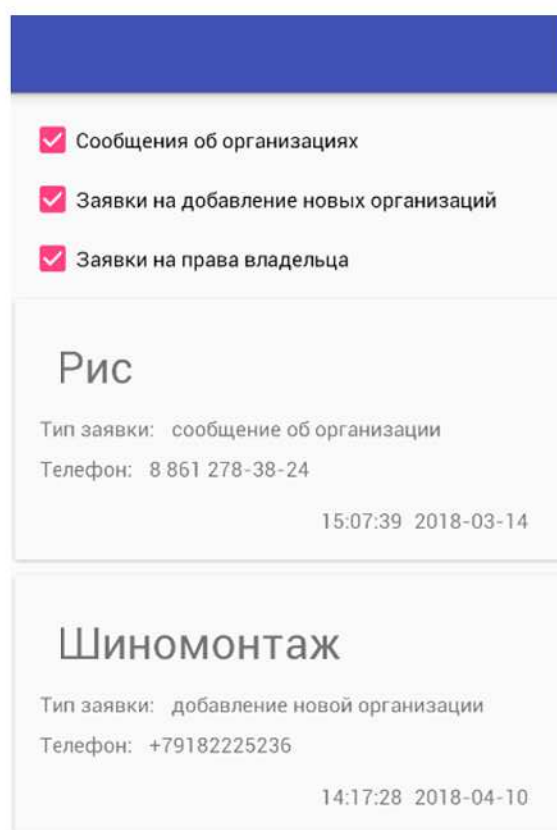 Сообщения об организациях
Заявки на добавление новых организаций
Заявки на права владельца
Рис
Тип заявки: сообщение об организации
Телефон: 8 861 278-38-24
15:07:39 2018-03-14
Шиномонтаж
Тип заявки: добавление новой организации
Телефон: +79182225236
14:17:28 2018-04-10